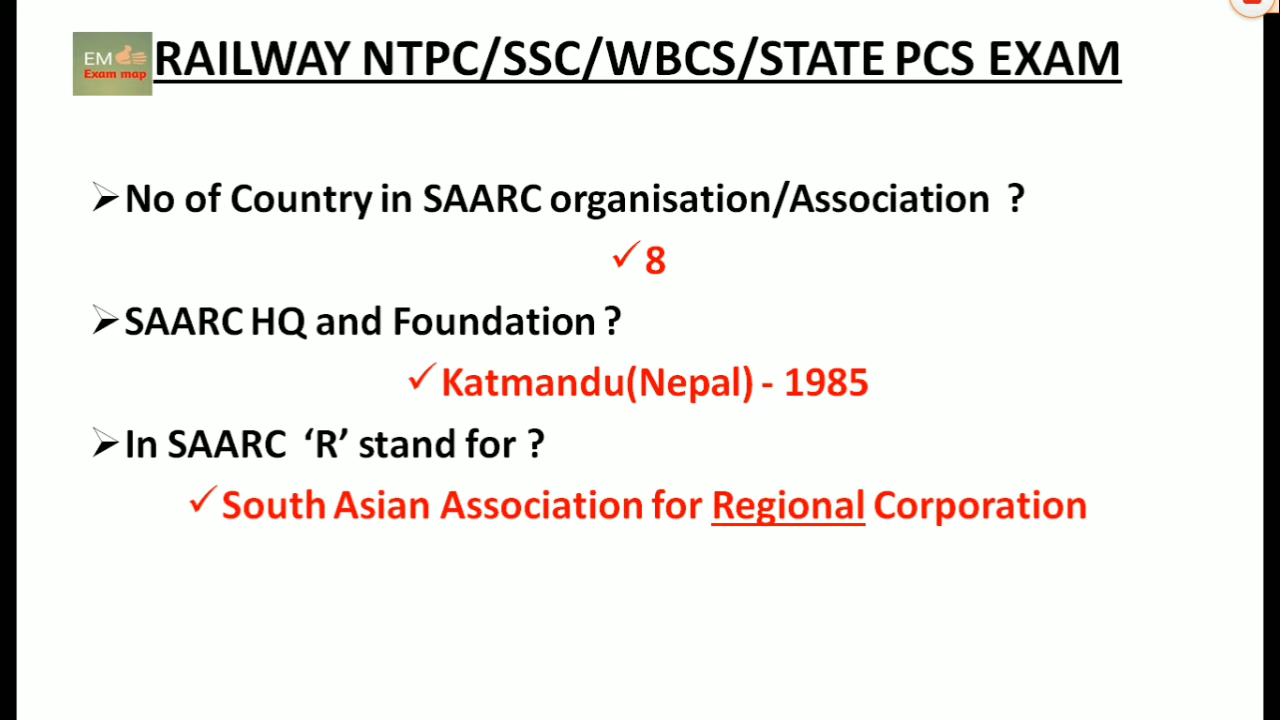 EM
Exam map
RAILWAY NTPC/SSC/WBCS/STATE PCS EXAM
No of Country in SAARC organisation/Association ?
8
SAARC HQ and Foundation ?
Katmandu(Nepal) - 1985
In SAARC ‘R’ stand for ?
South Asian Association for Regional Corporation